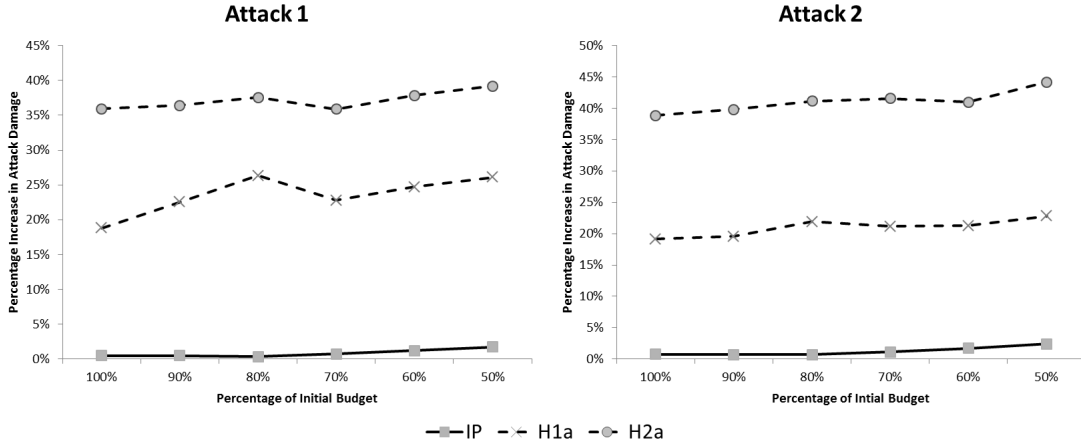 Attack 1
Percentage Increase in Attack Damage
45%
40%
35%
30%
25%
20%
15%
10%
5%
0%
100% 90% 80% 70% 60% 50%
Percentage of Initial Budget
Attack 2
Percentage Increase in Attack Damage
50%
45%
40%
35%
30%
25%
20%
15%
10%
5%
0%
100% 90% 80% 70% 60% 50%
Percentage of Intial Budget
IP H1a H2a